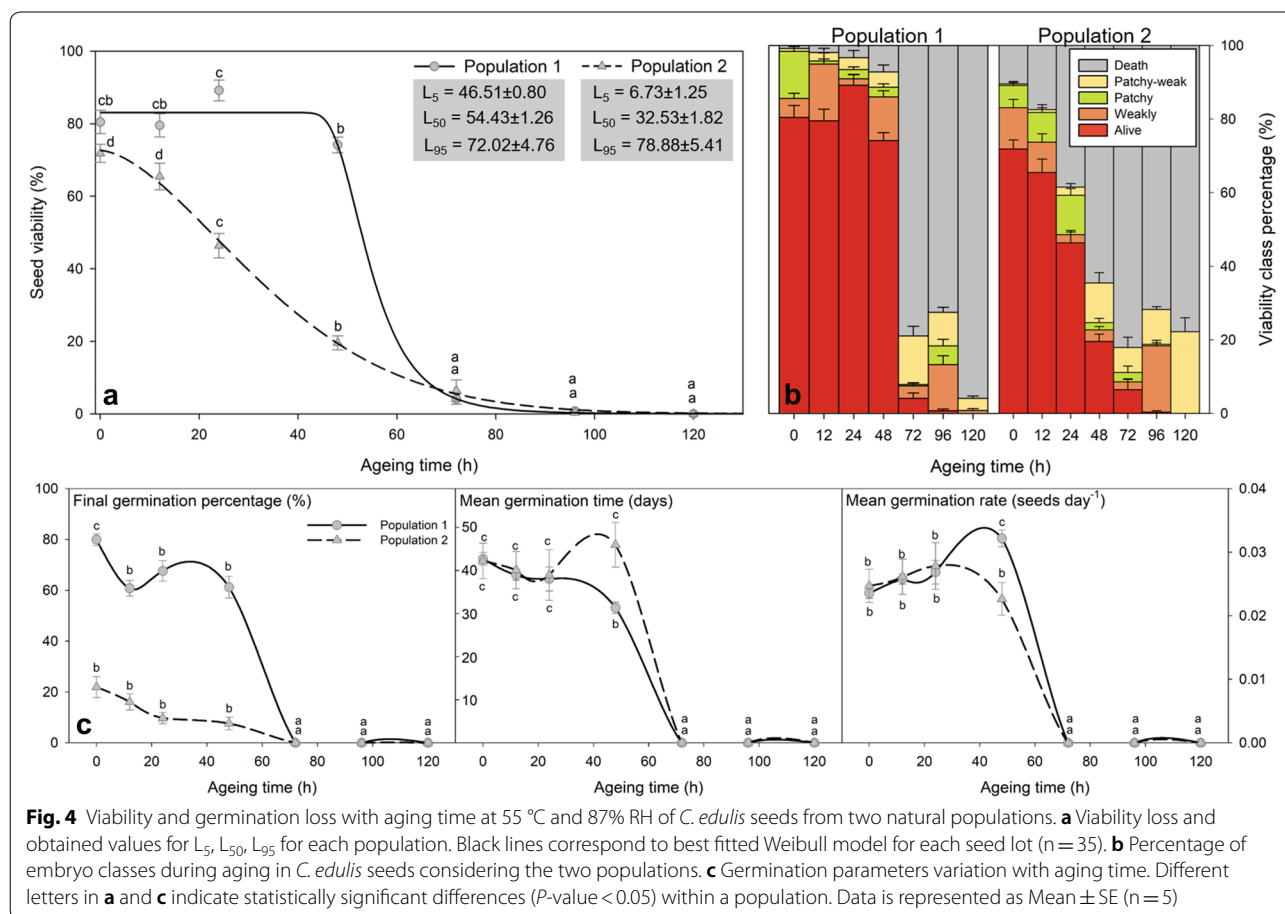 100
80
60
40
20
0
Seed viability (%)
cb
cb
c
b
d
d
c
b
a
a
a
a
a
a
Population 1
Population 2
L5 = 46.51±0.80
L50 = 54.43±1.26
L95 = 72.02±4.76
L5 = 6.73±1.25
L50 = 32.53±1.82
L95 = 78.88±5.41
a
0 20 40 60 80 100 120
Ageing time (h)
Population 1
Population 2
Death
Patchy-weak
Patchy
Weakly
Alive
b
100
80
60
40
20
0
Viability class percentage (%)
0 12 24 48 72 96 120
0 12 24 48 72 96 120
Ageing time (h)
Final germination percentage (%)
Population 1
Population 2
100
80
60
40
20
0
c
b
b
b
b
b
b
b
a
a
a
a
a
a
c
0 20 40 60 80 100 120
Ageing time (h)
Mean germination time (days)
50
40
30
20
10
c
c
c
c
c
c
c
b
a
a
a
a
a
a
0 20 40 60 80 100 120
Ageing time (h)
Mean germination rate (seeds day-1)
0.04
0.03
0.02
0.01
0.00
b
b
b
b
b
b
c
b
a
a
a
a
a
a
0 20 40 60 80 100 120
Ageing time (h)
Fig. 4 Viability and germination loss with aging time at 55 °C and 87% RH of C. edulis seeds from two natural populations. a Viability loss and
obtained values for L5, L50, L95 for each population. Black lines correspond to best fitted Weibull model for each seed lot (n = 35). b Percentage of
embryo classes during aging in C. edulis seeds considering the two populations. c Germination parameters variation with aging time. Different
letters in a and c indicate statistically significant differences (P-value < 0.05) within a population. Data is represented as Mean ± SE (n = 5)